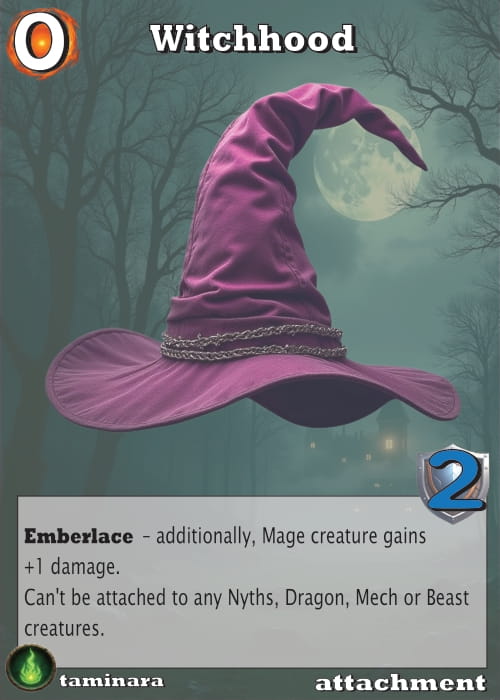 0
Witchhood
2
Emberlace - additionally, Mage creature gains
+1 damage.
Can't be attached to any Nyths, Dragon, Mech or Beast
creatures.
taminara
attachment